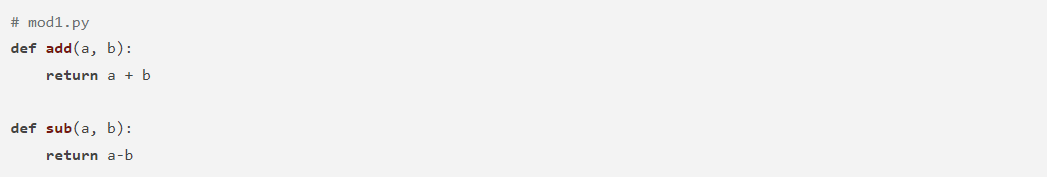 # mod1.py
def add(a, b):
    return a + b

def sub(a, b):
    return a-b